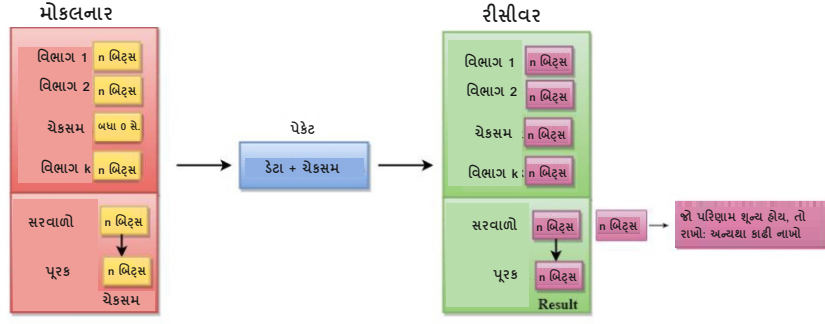 મોકલનાર
વિભાગ 1 n બિટ્સ
વિભાગ 2 n બિટ્સ
ચેકસમ બધા 0 સે.
વિભાગ k n બિટ્સ
સરવાળો n બિટ્સ
પૂરક n બિટ્સ
ચેકસમ
પેકેટ
ડેટા + ચેકસમ
રીસીવર
વિભાગ 1 n બિટ્સ
વિભાગ 2 n બિટ્સ
ચેકસમ n બિટ્સ
વિભાગ k n બિટ્સ
સરવાળો n બિટ્સ
પૂરક n બિટ્સ
Result
n બિટ્સ
જો પરિણામ શૂન્ય હોય, તો
રાખો: અન્યથા કાઢી નાખો